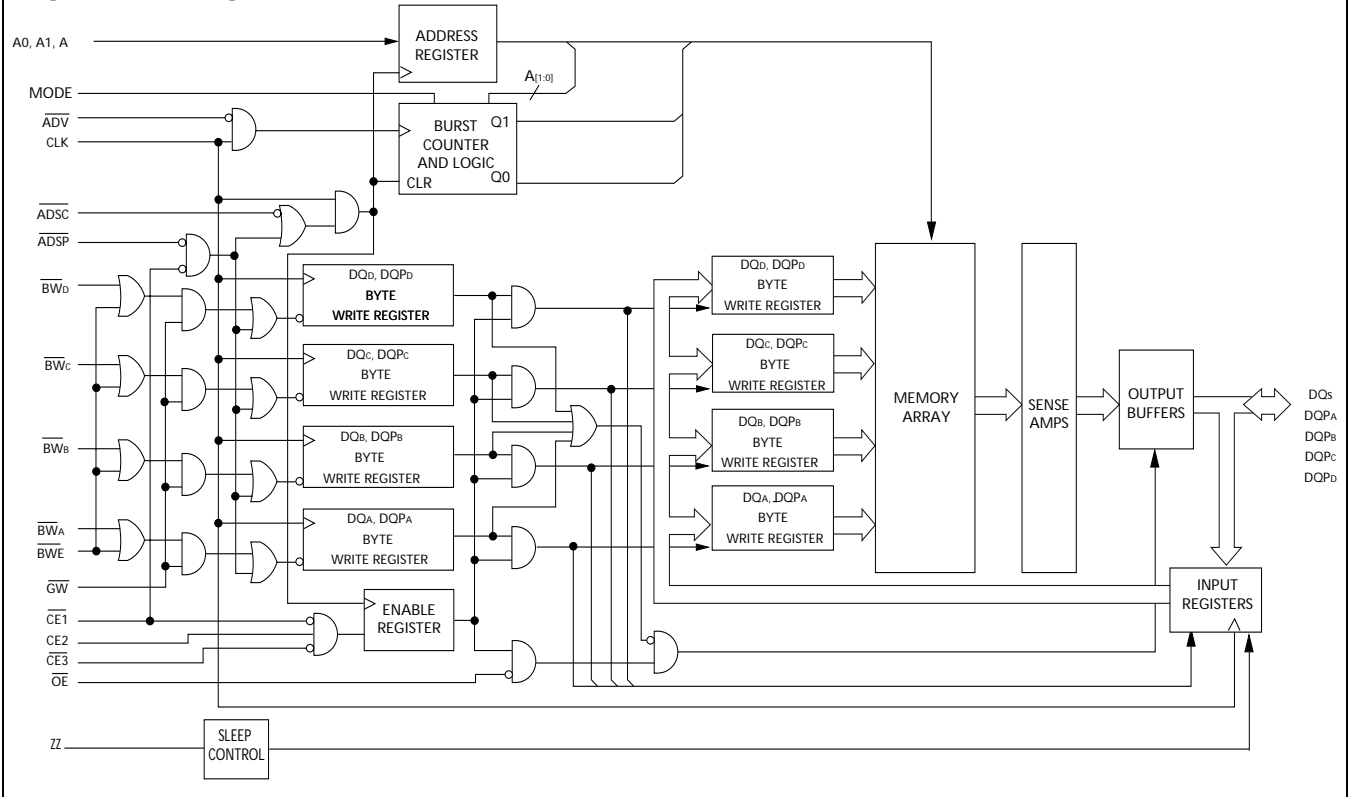 A0, A1, A
ADDRESS
REGISTER
MODE
A[1:0]
ADV
CLK
BURST
COUNTER
AND LOGIC
CLR
Q1
Q0
ADSC
ADSP
BWD
BWC
BWB
BWA
BWE
GW
CE1
CE2
CE3
OE
ZZ
SLEEP
CONTROL
DQD, DQPD
BYTE
WRITE REGISTER
DQC, DQPC
BYTE
WRITE REGISTER
DQB, DQPB
BYTE
WRITE REGISTER
DQA, DQPA
BYTE
WRITE REGISTER
ENABLE
REGISTER
DQD, DQPD
BYTE
WRITE REGISTER
DQC, DQPC
BYTE
WRITE REGISTER
DQB, DQPB
BYTE
WRITE REGISTER
DQA, DQPA
BYTE
WRITE REGISTER
MEMORY
ARRAY
SENSE
AMPS
OUTPUT
BUFFERS
INPUT
REGISTERS
DQs
DQPA
DQPB
DQPC
DQPD